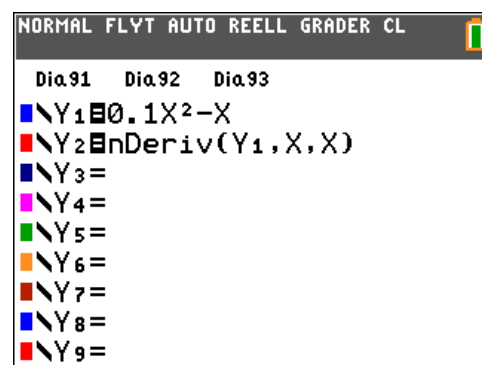 NORMAL FLYT AUTO REELL GRADER CL
Dia91 Dia92 Dia93
\Y₁=0.1X²-X
\Y₂=nDeriv(Y₁,X,X)
\Y₃=
\Y₄=
\Y₅=
\Y₆=
\Y₇=
\Y₈=
\Y₉=